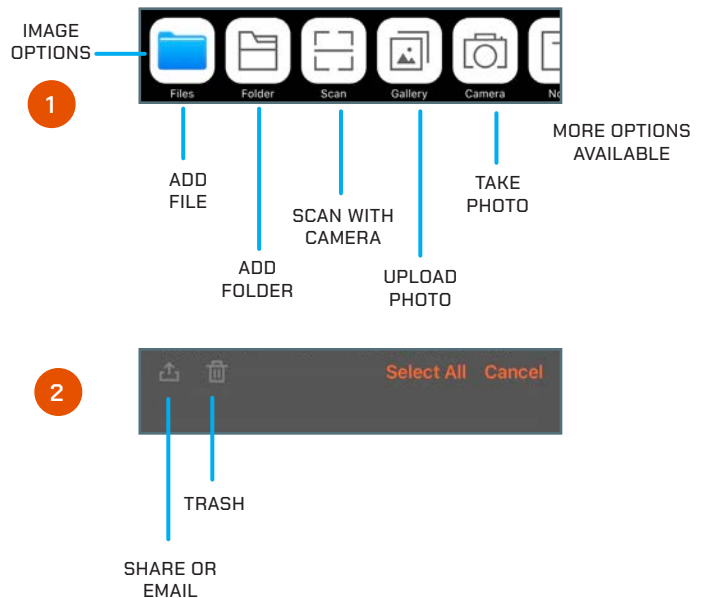 IMAGE
OPTIONS
1
Files
Folder
Scan
Gallery
Camera
MORE OPTIONS
AVAILABLE
ADD
FILE
SCAN WITH
CAMERA
TAKE
PHOTO
ADD
FOLDER
UPLOAD
PHOTO
2
Select All Cancel
TRASH
SHARE OR
EMAIL